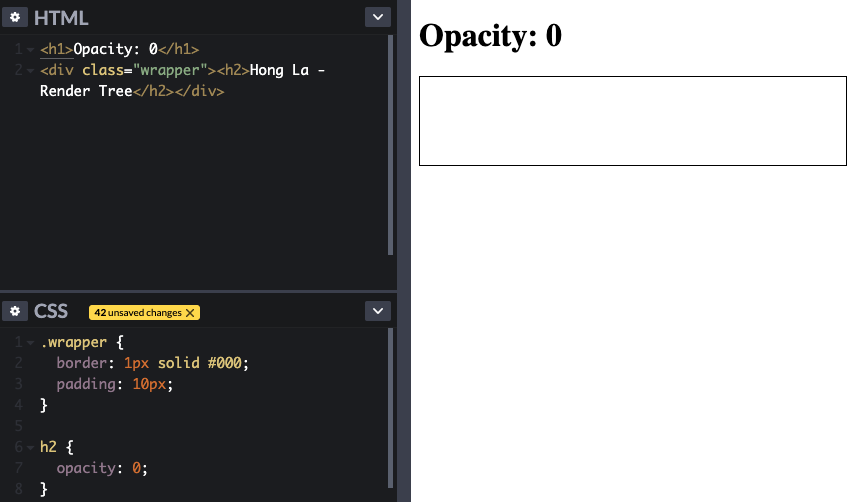 HTML
1 <h1>Opacity: 0</h1>
2 <div class="wrapper"><h2>Hong La -
Render Tree</h2></div>
CSS 42 unsaved changes X
1 .wrapper {
2 border: 1px solid #000;
3 padding: 10px;
4 }
5
6 h2 {
7 opacity: 0;
8 }
Opacity: 0